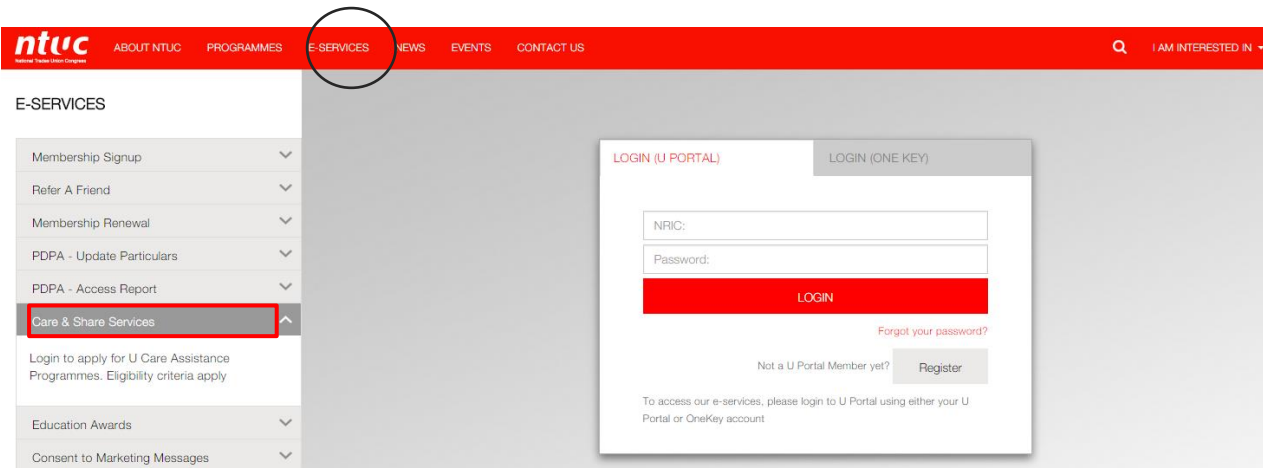 ntuc
National Trades Union Congress
ABOUT NTUC PROGRAMMES E-SERVICES NEWS EVENTS CONTACT US I AM INTERESTED IN
E-SERVICES
Membership Signup
Refer A Friend
Membership Renewal
PDPA - Update Particulars
PDPA - Access Report
Care & Share Services
Login to apply for U Care Assistance
Programmes. Eligibility criteria apply
Education Awards
Consent to Marketing Messages
LOGIN (U PORTAL) LOGIN (ONE KEY)
NRIC:
Password:
LOGIN
Forgot your password?
Not a U Portal Member yet? Register
To access our e-services, please login to U Portal using either your U
Portal or OneKey account